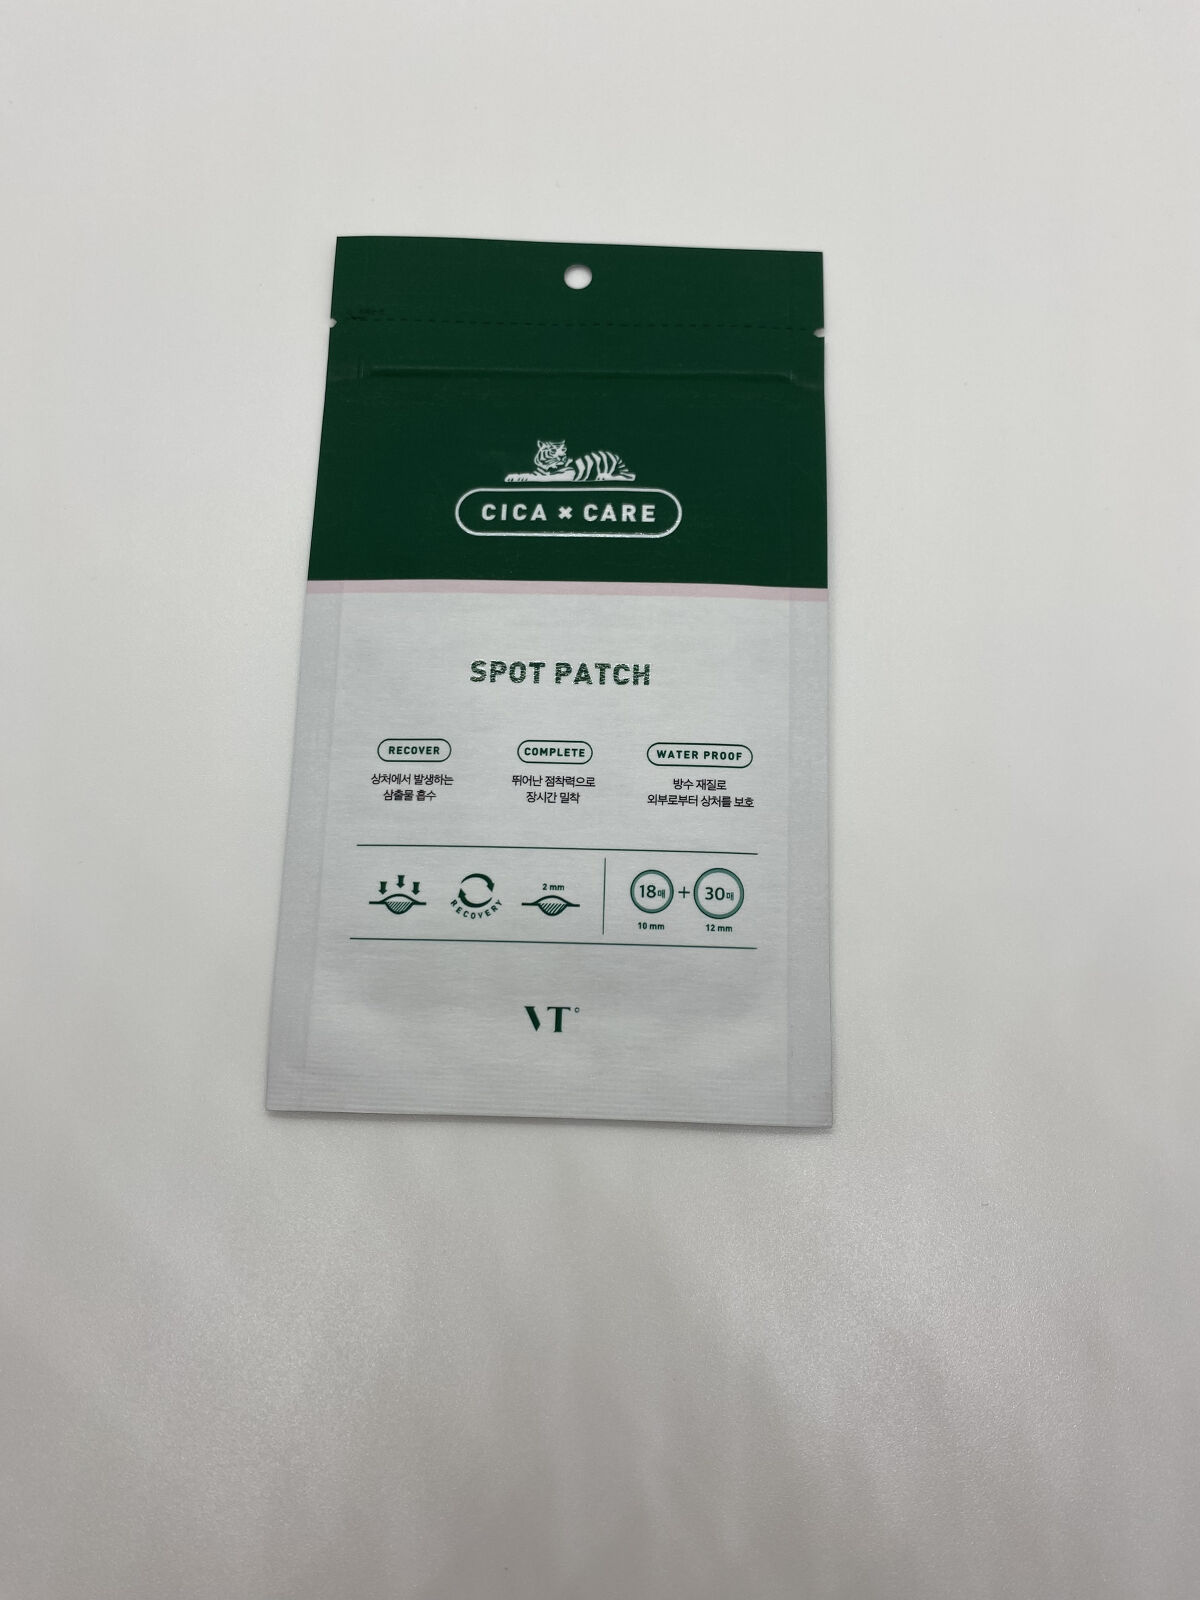 CICA × CARE
SPOT PATCH
RECOVER
상처에서 발생하는
삼출물 흡수
COMPLETE
뛰어난 점착력으로
장시간 밀착
WATER PROOF
방수 재질로
외부로부터 상처를 보호
RECOVERY
2 mm
18매 + 30매
10 mm 12 mm
VT